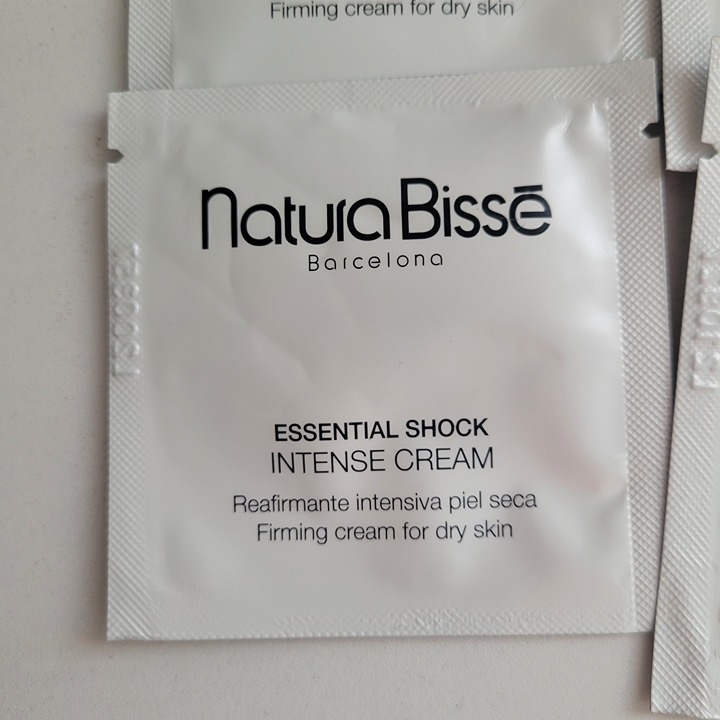 Firming cream for dry skin
Natura Bissē
Barcelona
ESSENTIAL SHOCK
INTENSE CREAM
Reafirmante intensiva piel seca
Firming cream for dry skin